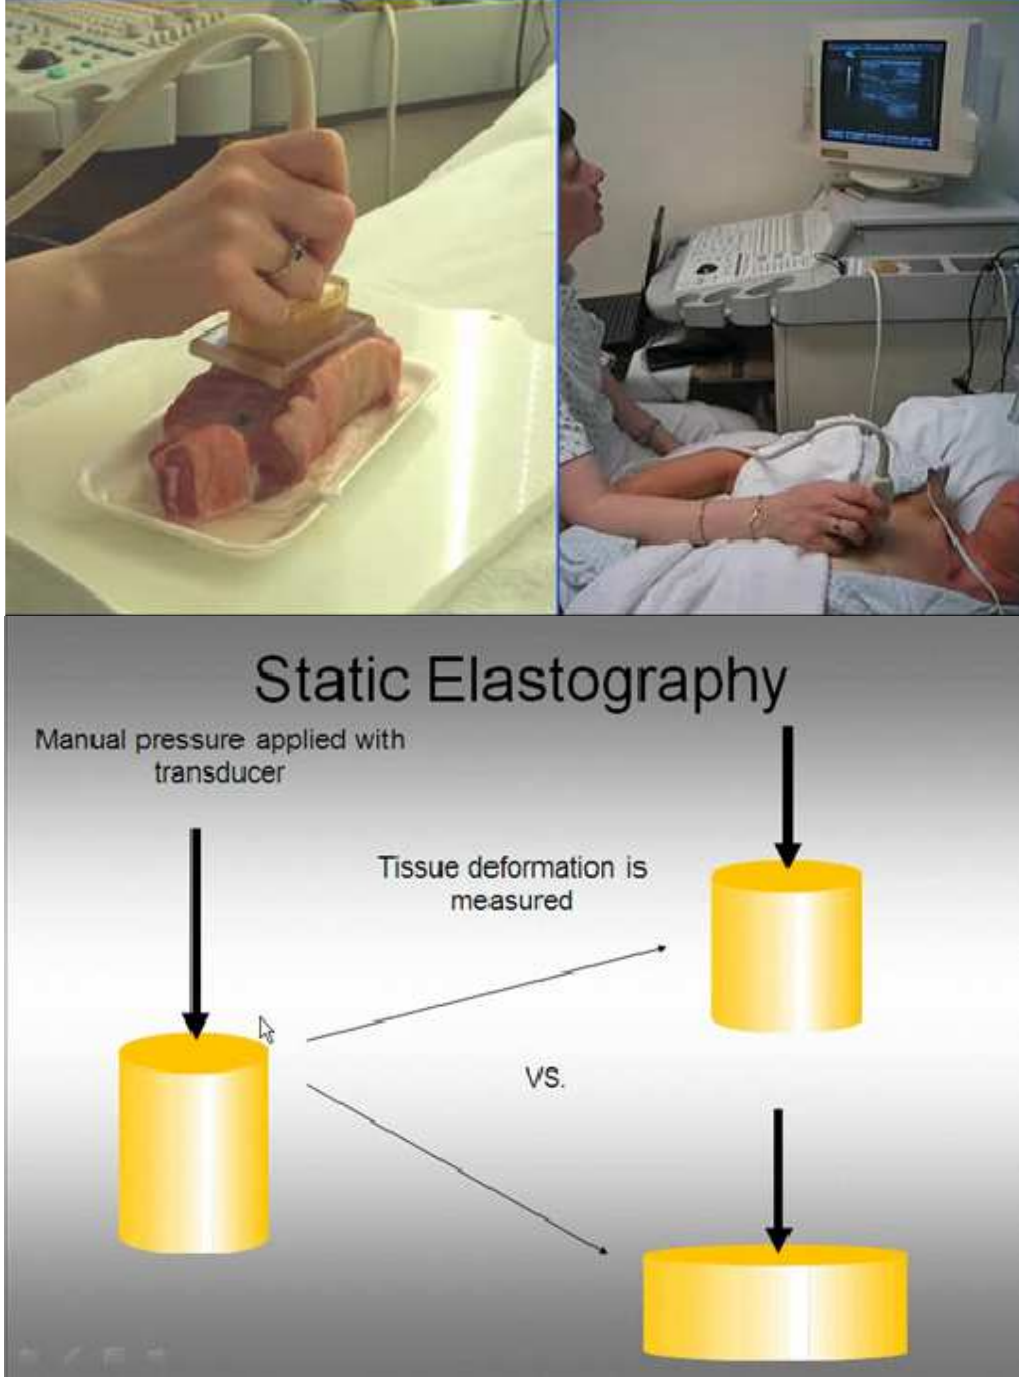 Static Elastography
Manual pressure applied with
transducer
Tissue deformation is
measured
vs.